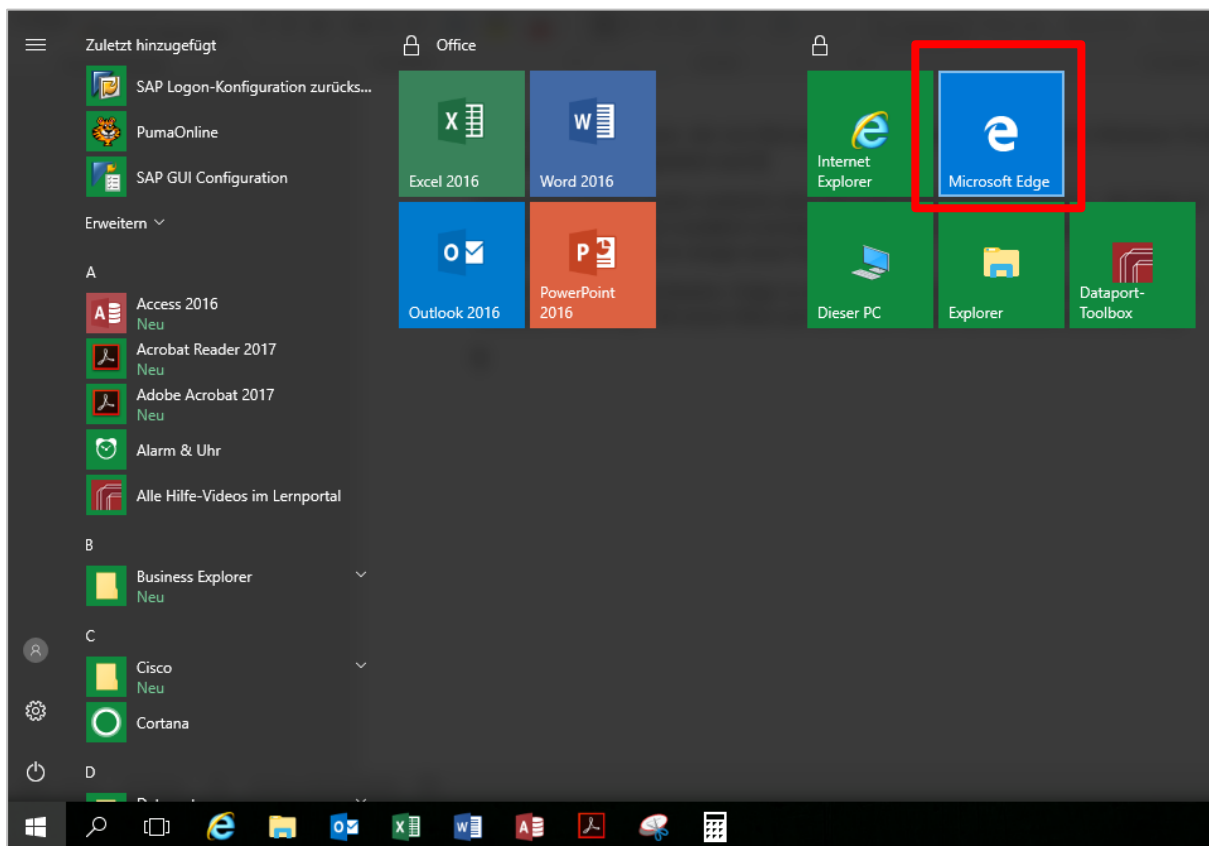 Zuletzt hinzugefügt
SAP Logon-Konfiguration zurücks...
PumaOnline
SAP GUI Configuration
Erweitern
A
Access 2016
Neu
Acrobat Reader 2017
Neu
Adobe Acrobat 2017
Neu
Alarm & Uhr
Alle Hilfe-Videos im Lernportal
B
Business Explorer
Neu
C
Cisco
Neu
Cortana
D
Office
Excel 2016
Word 2016
Outlook 2016
PowerPoint
2016
Internet
Explorer
Microsoft Edge
Dieser PC
Explorer
Dataport-
Toolbox